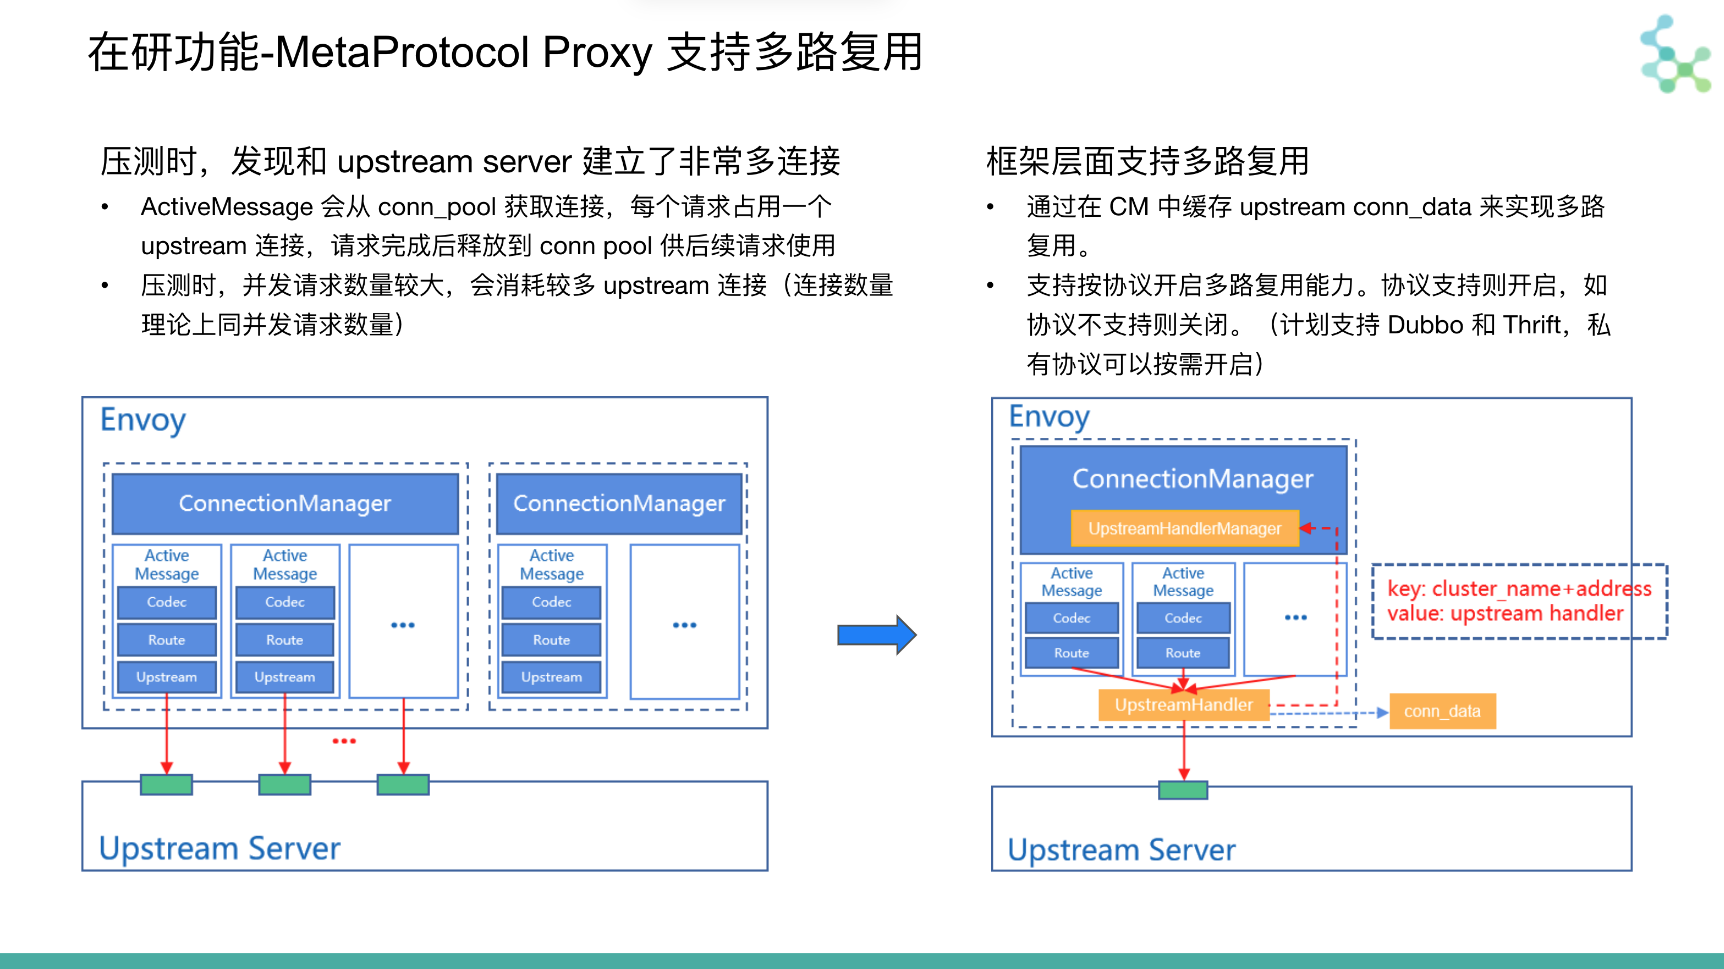 在研功能-MetaProtocol Proxy 支持多路复用
压测时，发现和 upstream server 建立了非常多连接
• ActiveMessage 会从 conn_pool 获取连接，每个请求占用一个
upstream 连接，请求完成后释放到 conn pool 供后续请求使用
• 压测时，并发请求数量较大，会消耗较多 upstream 连接（连接数量
理论上同并发请求数量）
框架层面支持多路复用
• 通过在 CM 中缓存 upstream conn_data 来实现多路
复用。
• 支持按协议开启多路复用能力。协议支持则开启，如
协议不支持则关闭。（计划支持 Dubbo 和 Thrift，私
有协议可以按需开启）
Envoy
ConnectionManager
Active
Message
Codec
Route
Upstream
Active
Message
Codec
Route
Upstream
...
ConnectionManager
Active
Message
Codec
Route
Upstream
...
...
Upstream Server
Envoy
ConnectionManager
UpstreamHandlerManager
Active
Message
Codec
Route
Active
Message
Codec
Route
...
UpstreamHandler
key: cluster_name+address
value: upstream handler
conn_data
Upstream Server